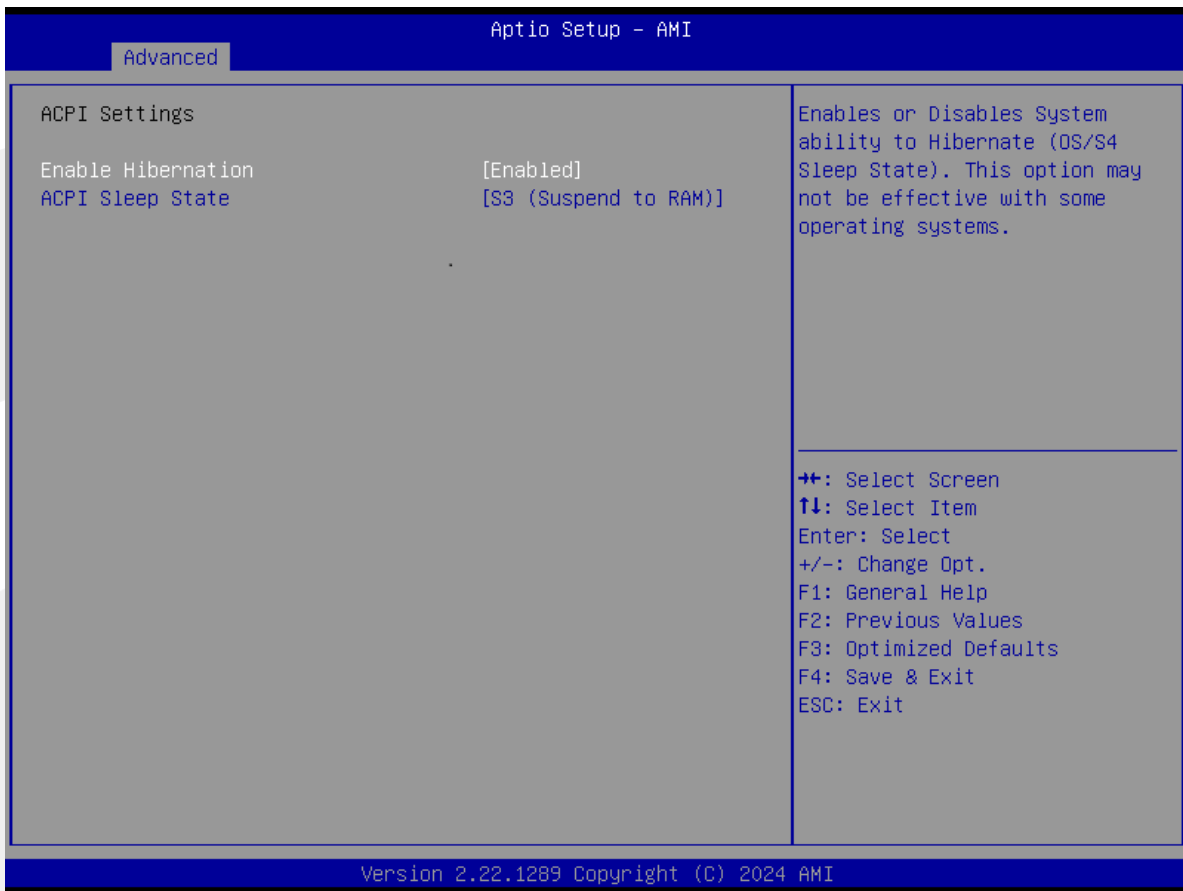 Aptio Setup – AMI
Advanced
ACPI Settings
Enable Hibernation [Enabled]
ACPI Sleep State [S3 (Suspend to RAM)]
Enables or Disables System
ability to Hibernate (OS/S4
Sleep State). This option may
not be effective with some
operating systems.
→←: Select Screen
↑↓: Select Item
Enter: Select
+/-: Change Opt.
F1: General Help
F2: Previous Values
F3: Optimized Defaults
F4: Save & Exit
ESC: Exit
Version 2.22.1289 Copyright (C) 2024 AMI